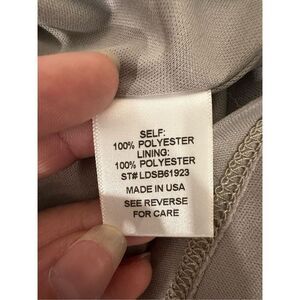 SELF:
100% POLYESTER
LINING:
100% POLYESTER
ST# LDSB61923
MADE IN USA
SEE REVERSE
FOR CARE